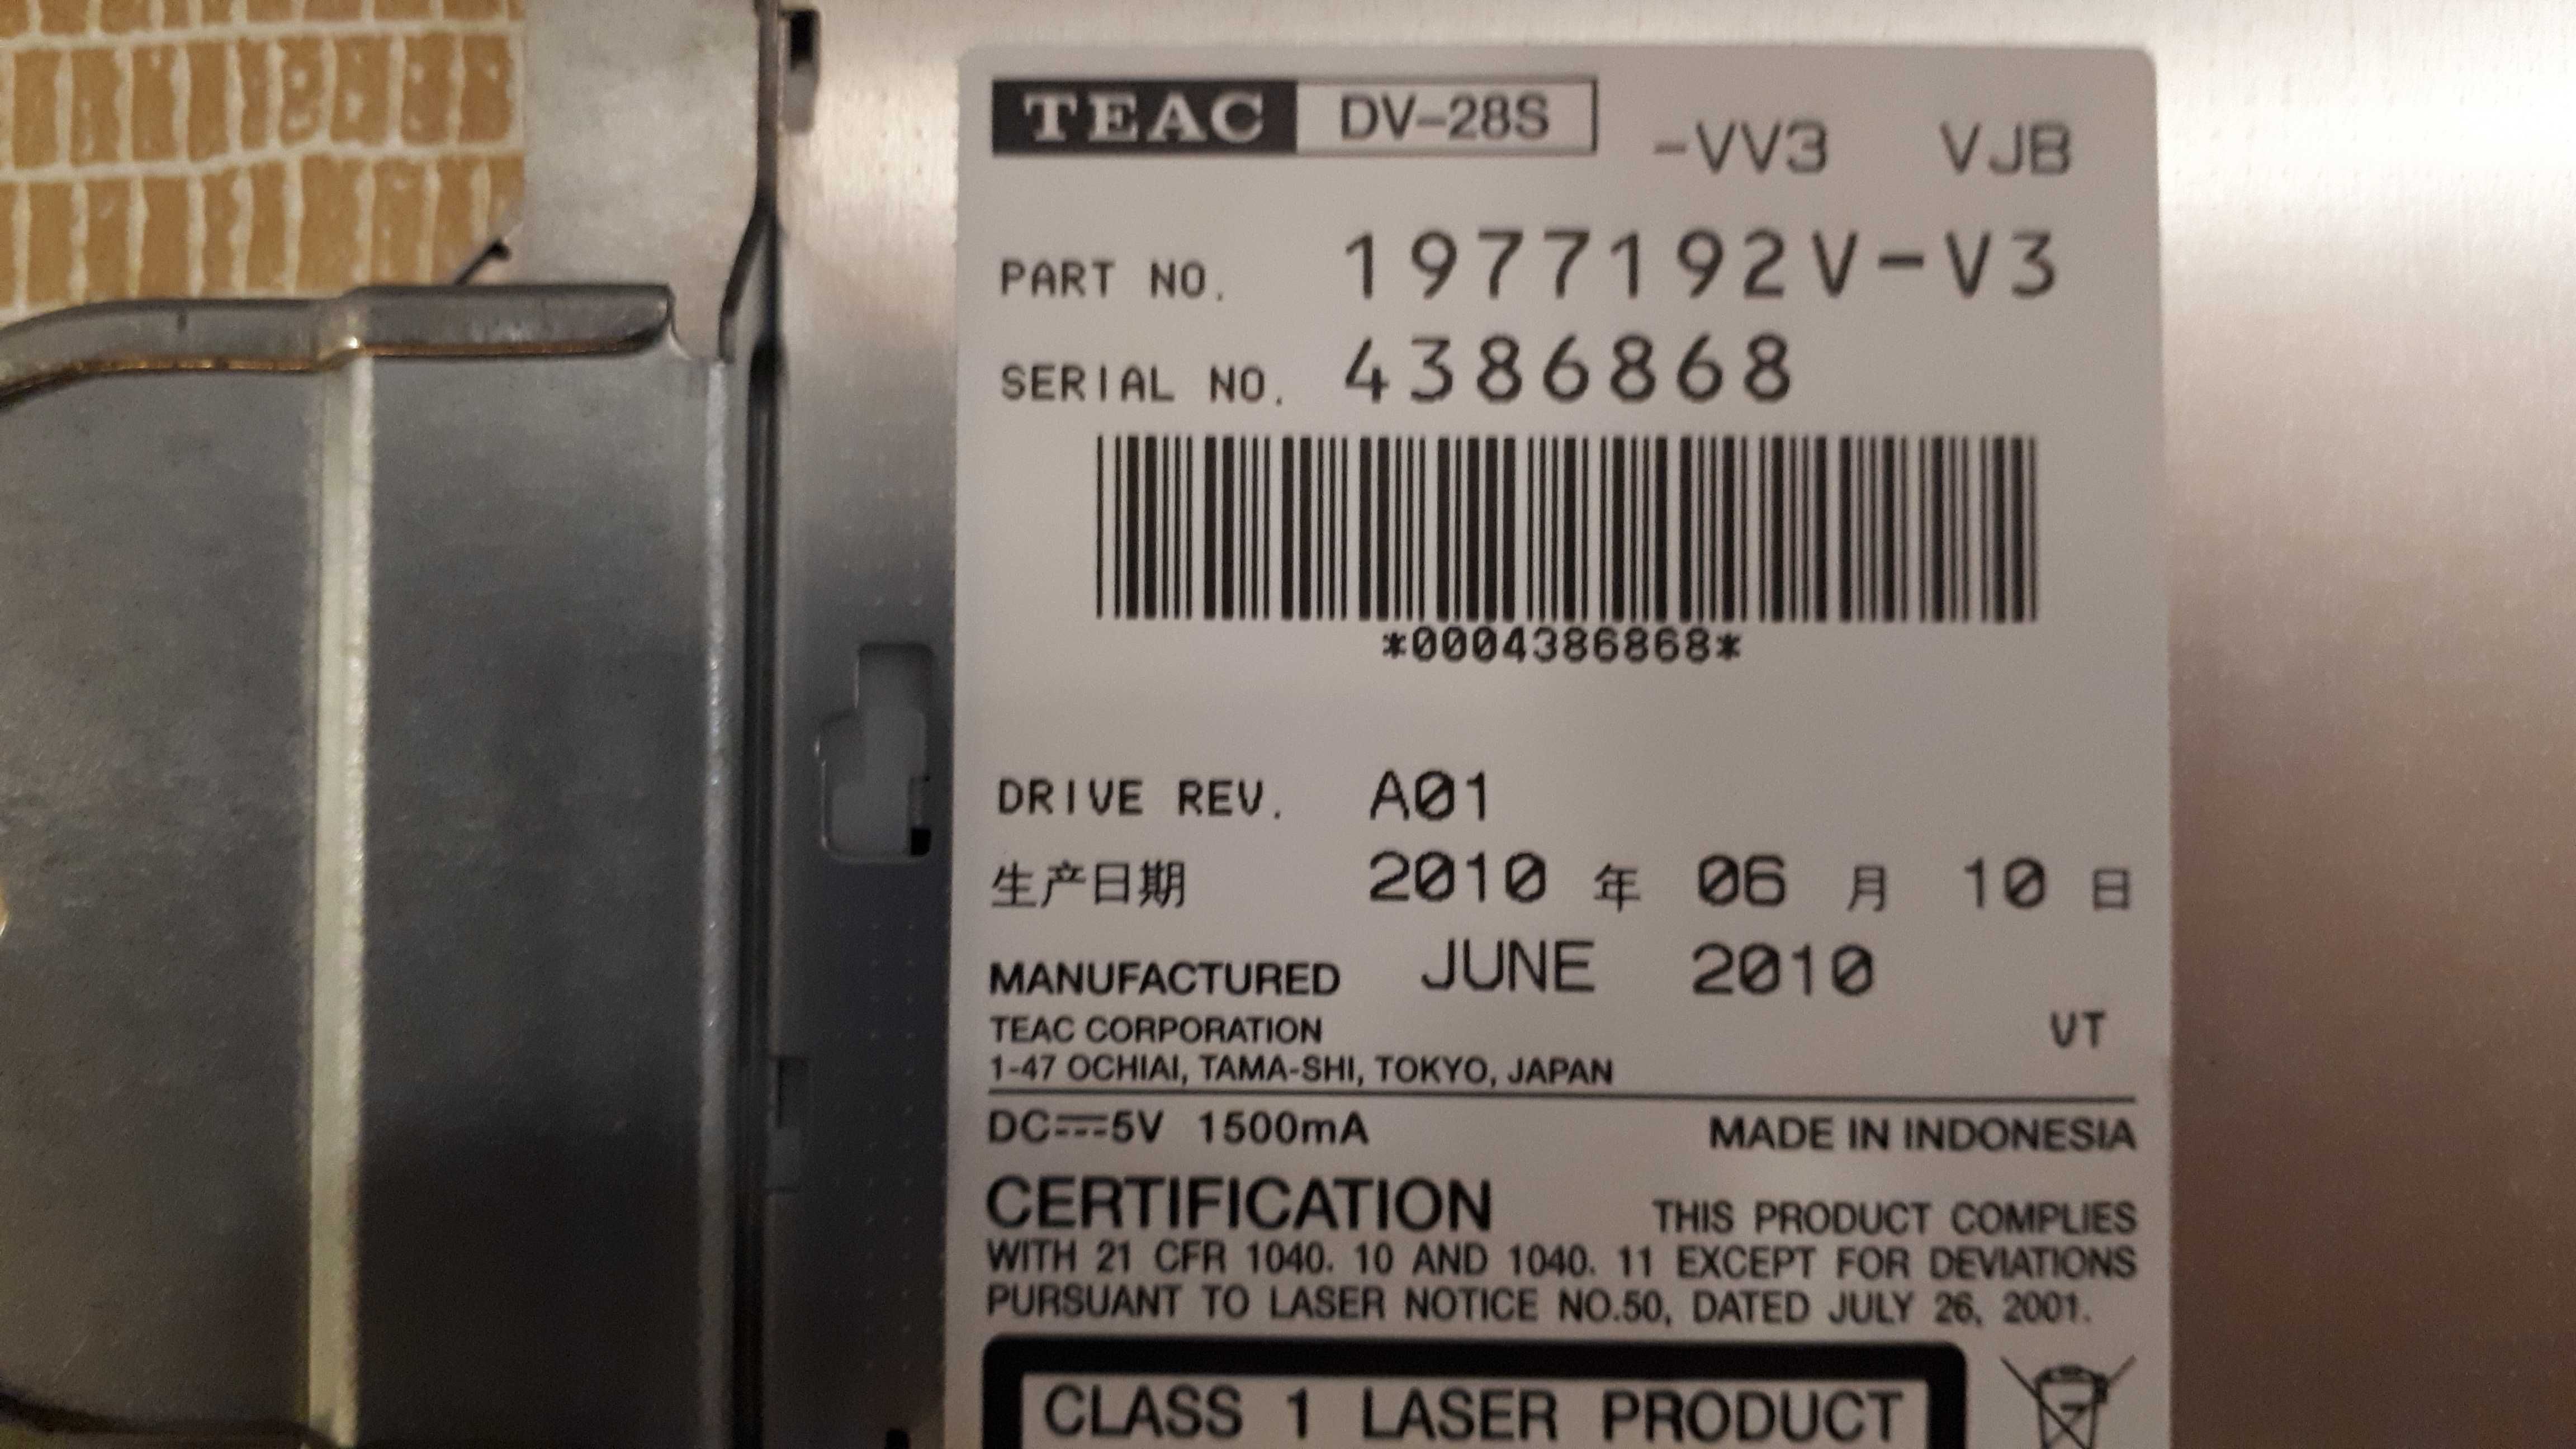 TEAC DV-28S -VV3 VJB
PART NO. 1977192V-V3
SERIAL NO. 4386868
*0004386868*
DRIVE REV. A01
生产日期 2010 年 06 月 10 日
MANUFACTURED JUNE 2010
TEAC CORPORATION VT
1-47 OCHIAI, TAMA-SHI, TOKYO, JAPAN
DC⎓5V 1500mA MADE IN INDONESIA
CERTIFICATION THIS PRODUCT COMPLIES
WITH 21 CFR 1040. 10 AND 1040. 11 EXCEPT FOR DEVIATIONS
PURSUANT TO LASER NOTICE NO.50, DATED JULY 26, 2001.
CLASS 1 LASER PRODUCT